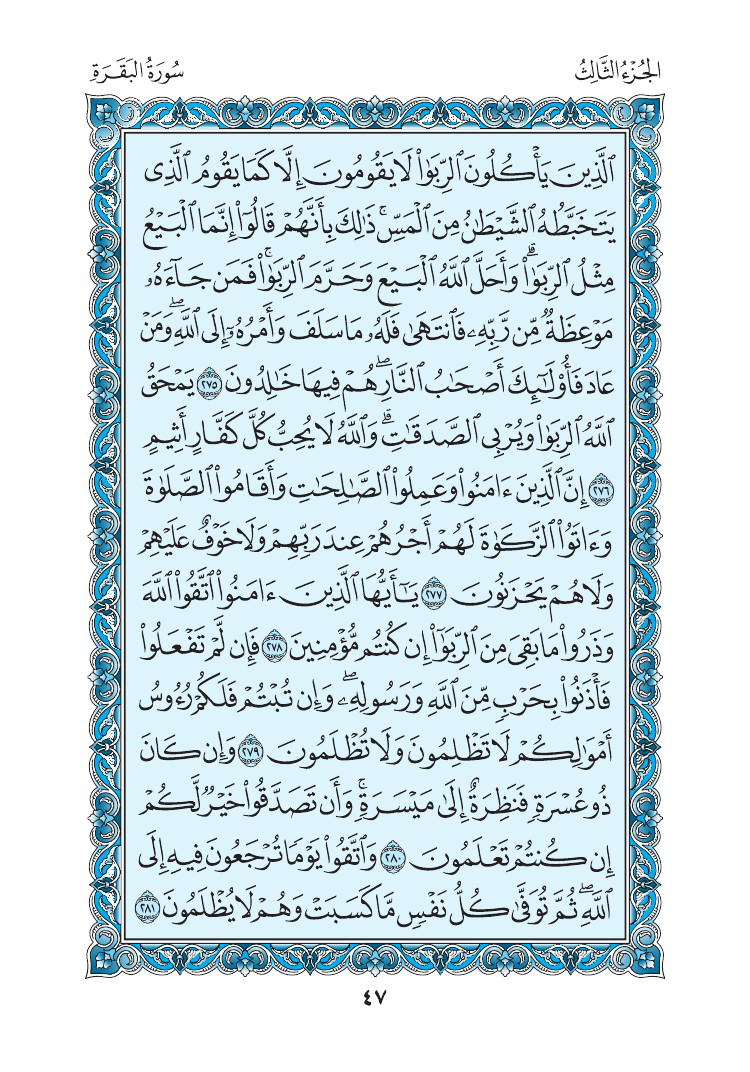 الجُزْءُ الثَّالِثُ
سُورَةُ البَقَرَةِ
ٱلَّذِينَ يَأْكُلُونَ ٱلرِّبَوٰا۟ لَا يَقُومُونَ إِلَّا كَمَا يَقُومُ ٱلَّذِى
يَتَخَبَّطُهُ ٱلشَّيْطَٰنُ مِنَ ٱلْمَسِّ ۚ ذَٰلِكَ بِأَنَّهُمْ قَالُوٓا۟ إِنَّمَا ٱلْبَيْعُ
مِثْلُ ٱلرِّبَوٰا۟ ۗ وَأَحَلَّ ٱللَّهُ ٱلْبَيْعَ وَحَرَّمَ ٱلرِّبَوٰا۟ ۚ فَمَن جَآءَهُۥ
مَوْعِظَةٌ مِّن رَّبِّهِۦ فَٱنتَهَىٰ فَلَهُۥ مَا سَلَفَ وَأَمْرُهُۥٓ إِلَى ٱللَّهِ ۖ وَمَنْ
عَادَ فَأُو۟لَٰٓئِكَ أَصْحَٰبُ ٱلنَّارِ ۖ هُمْ فِيهَا خَٰلِدُونَ ٢٧٥ يَمْحَقُ
ٱللَّهُ ٱلرِّبَوٰا۟ وَيُرْبِى ٱلصَّدَقَٰتِ ۗ وَٱللَّهُ لَا يُحِبُّ كُلَّ كَفَّارٍ أَثِيمٍ
٢٧٦ إِنَّ ٱلَّذِينَ ءَامَنُوا۟ وَعَمِلُوا۟ ٱلصَّٰلِحَٰتِ وَأَقَامُوا۟ ٱلصَّلَوٰةَ
وَءَاتَوُا۟ ٱلزَّكَوٰةَ لَهُمْ أَجْرُهُمْ عِندَ رَبِّهِمْ وَلَا خَوْفٌ عَلَيْهِمْ
وَلَا هُمْ يَحْزَنُونَ ٢٧٧ يَٰٓأَيُّهَا ٱلَّذِينَ ءَامَنُوا۟ ٱتَّقُوا۟ ٱللَّهَ
وَذَرُوا۟ مَا بَقِىَ مِنَ ٱلرِّبَوٰٓا۟ إِن كُنتُم مُّؤْمِنِينَ ٢٧٨ فَإِن لَّمْ تَفْعَلُوا۟
فَأْذَنُوا۟ بِحَرْبٍ مِّنَ ٱللَّهِ وَرَسُولِهِۦ ۖ وَإِن تُبْتُمْ فَلَكُمْ رُءُوسُ
أَمْوَٰلِكُمْ لَا تَظْلِمُونَ وَلَا تُظْلَمُونَ ٢٧٩ وَإِن كَانَ
ذُو عُسْرَةٍ فَنَظِرَةٌ إِلَىٰ مَيْسَرَةٍ ۚ وَأَن تَصَدَّقُوا۟ خَيْرٌ لَّكُمْ
إِن كُنتُمْ تَعْلَمُونَ ٢٨٠ وَٱتَّقُوا۟ يَوْمًا تُرْجَعُونَ فِيهِ إِلَى
ٱللَّهِ ۖ ثُمَّ تُوَفَّىٰ كُلُّ نَفْسٍ مَّا كَسَبَتْ وَهُمْ لَا يُظْلَمُونَ ٢٨١
٤٧